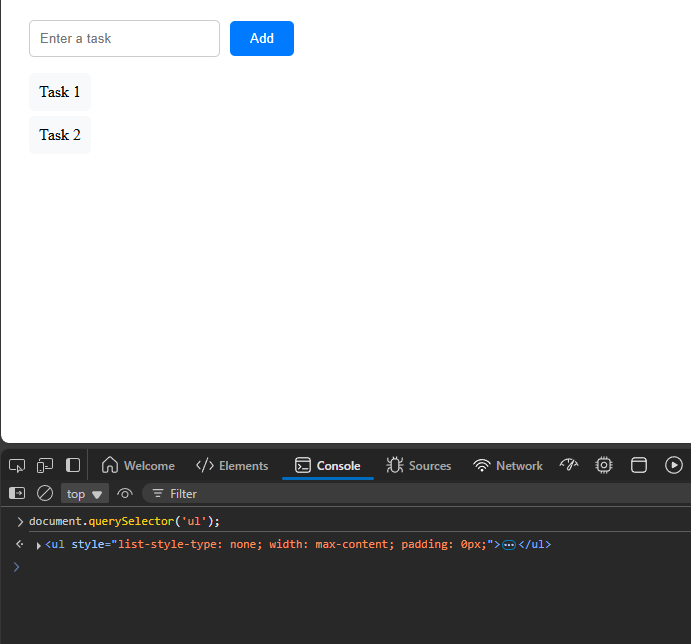 Enter a task
Add
Task 1
Task 2
Welcome
Elements
Console
Sources
Network
top
Filter
document.querySelector('ul');
<ul style="list-style-type: none; width: max-content; padding: 0px;">…</ul>